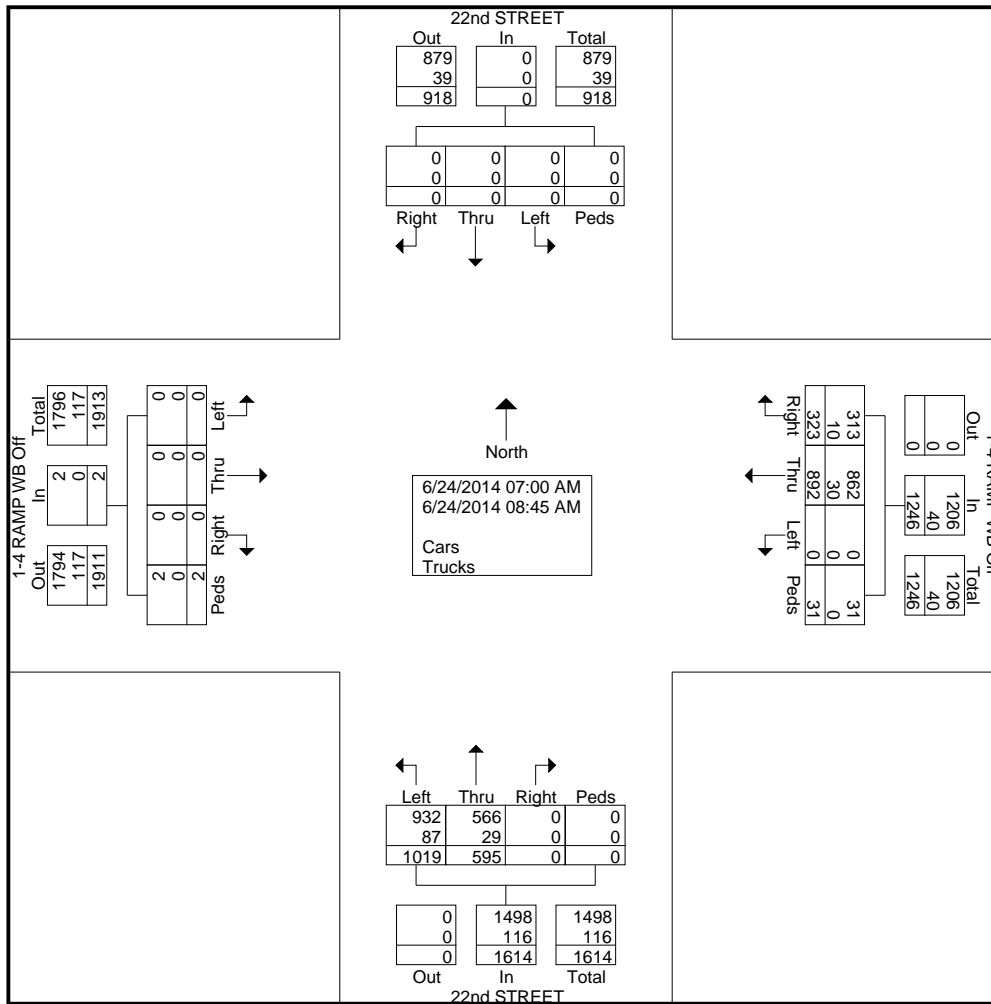 22nd STREET
Out In Total
879 0 879
39 0 39
918 0 918
0 0 0 0
0 0 0 0
0 0 0 0
Right Thru Left Peds
1-4 RAMP WB Off
Total In Out
1796 2 1794
117 0 117
1913 2 1911
0 0 0 2
0 0 0 0
0 0 0 2
Left Thru Right Peds
North
6/24/2014 07:00 AM
6/24/2014 08:45 AM
Cars
Trucks
Right Thru Left Peds
313 862 0 31
10 30 0 0
323 892 0 31
1-4 RAMP WB Off
Out In Total
0 1206 1206
0 40 40
0 1246 1246
Left Thru Right Peds
932 566 0 0
87 29 0 0
1019 595 0 0
0 1498 1498
0 116 116
0 1614 1614
Out In Total
22nd STREET